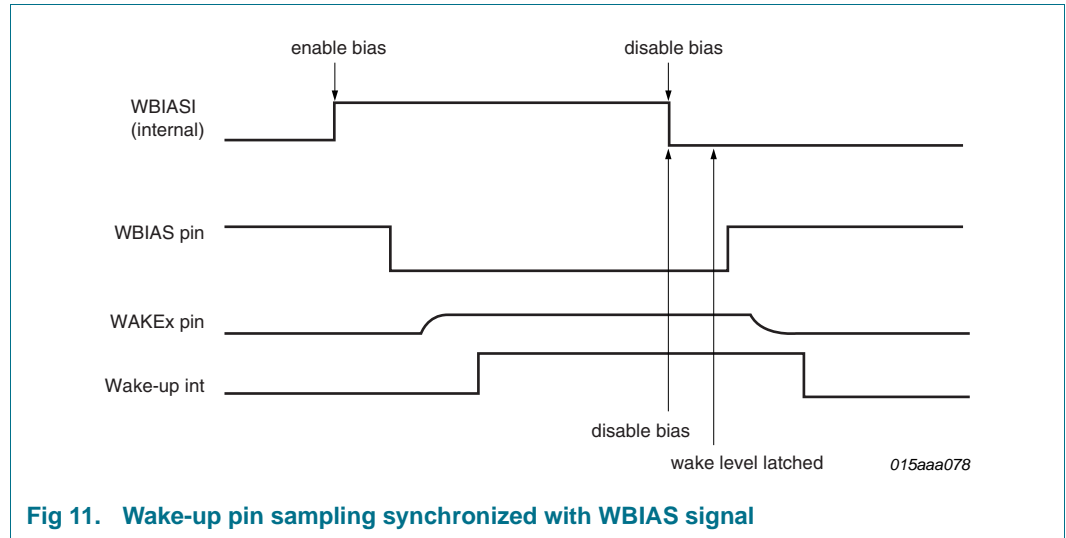 enable bias
disable bias
WBIASI
(internal)
WBIAS pin
WAKEx pin
Wake-up int
disable bias
wake level latched
015aaa078
Fig 11. Wake-up pin sampling synchronized with WBIAS signal